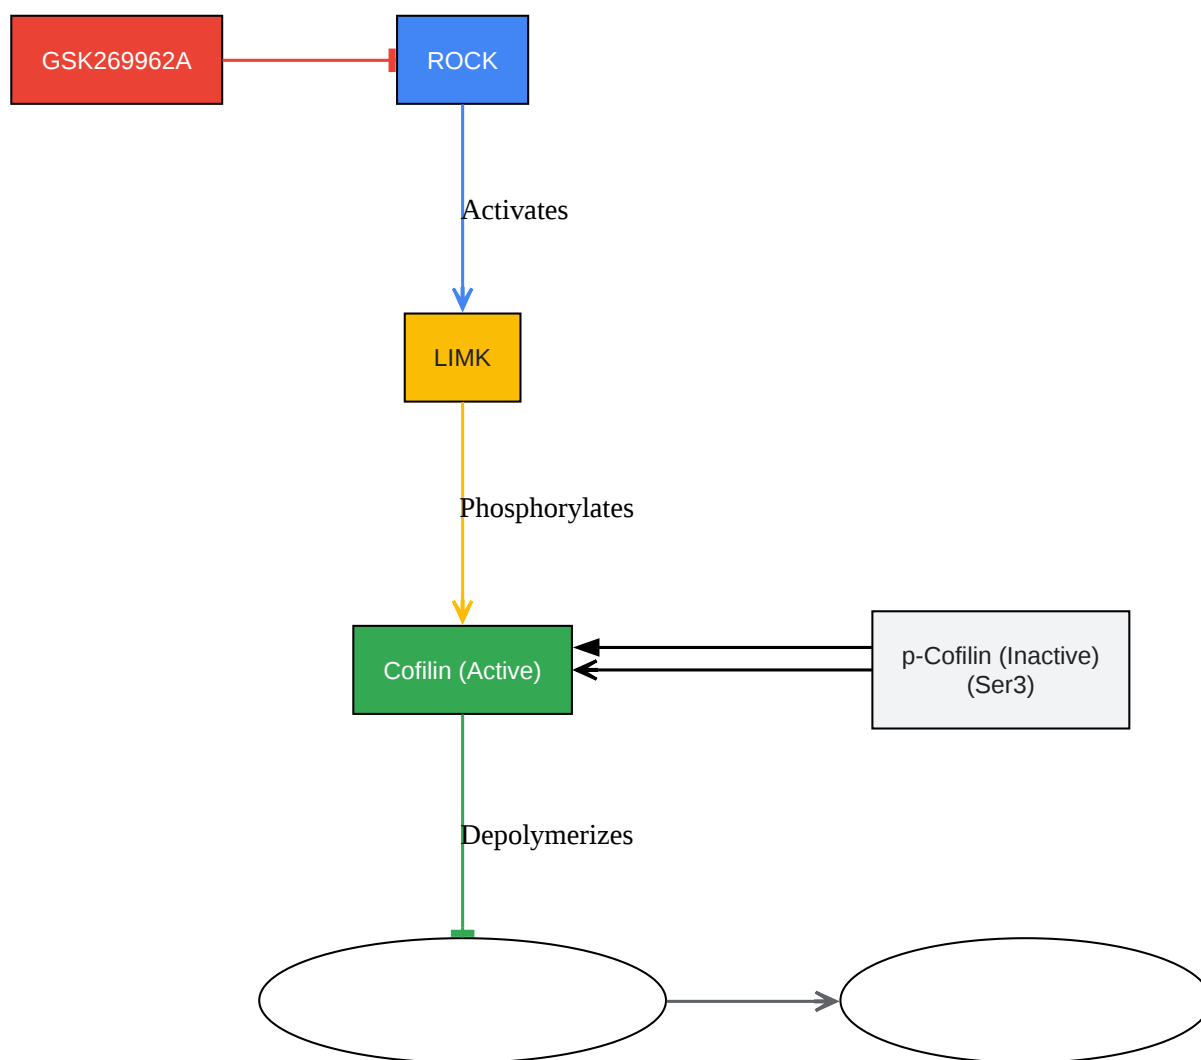 GSK269962A
ROCK
Activates
LIMK
Phosphorylates
Cofilin (Active)
p-Cofilin (Inactive)
(Ser3)
Depolymerizes